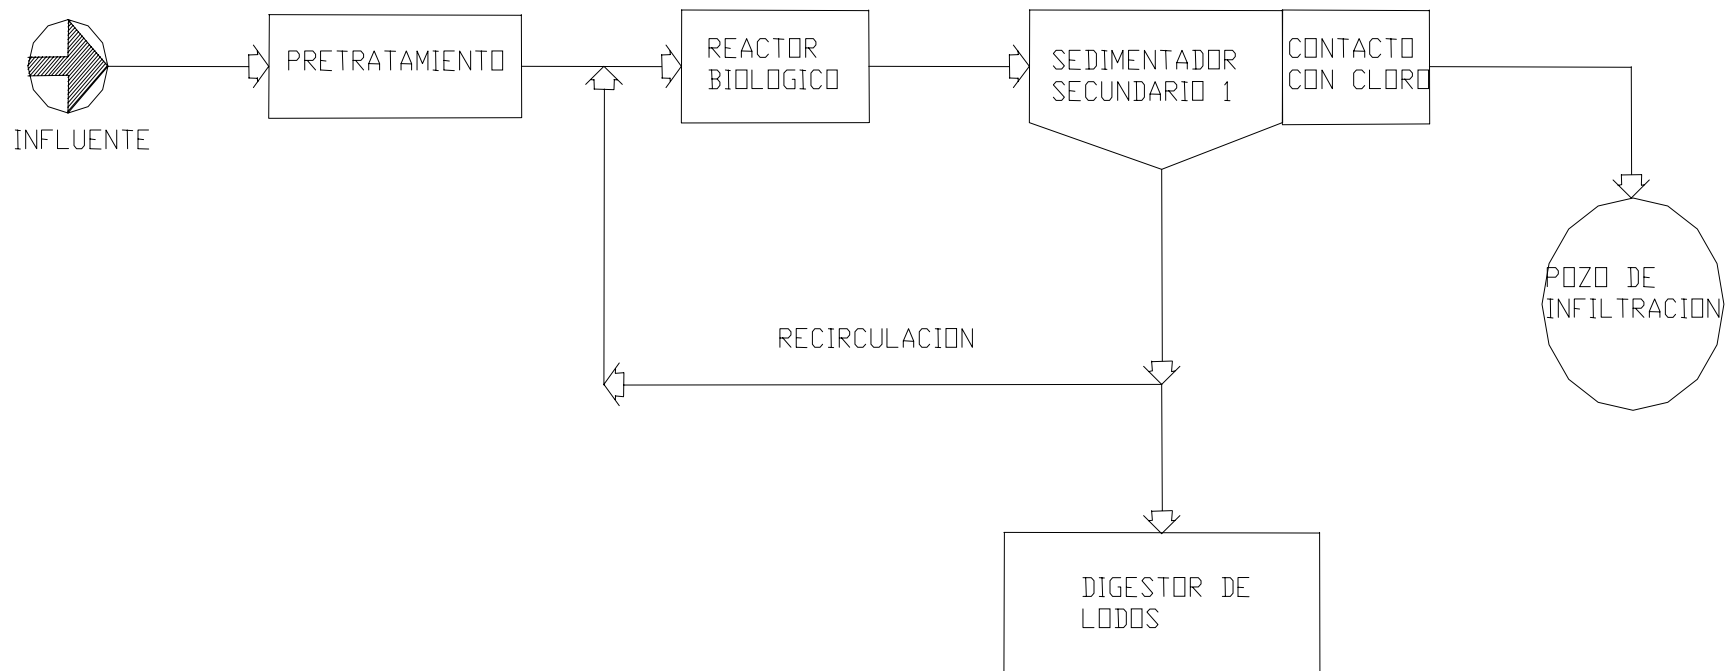 INFLUENTE
PRETRATAMIENTO
REACTOR
BIOLOGICO
SEDIMENTADOR
SECUNDARIO 1
CONTACTO
CON CLORO
POZO DE
INFILTRACION
RECIRCULACION
DIGESTOR DE
LODOS